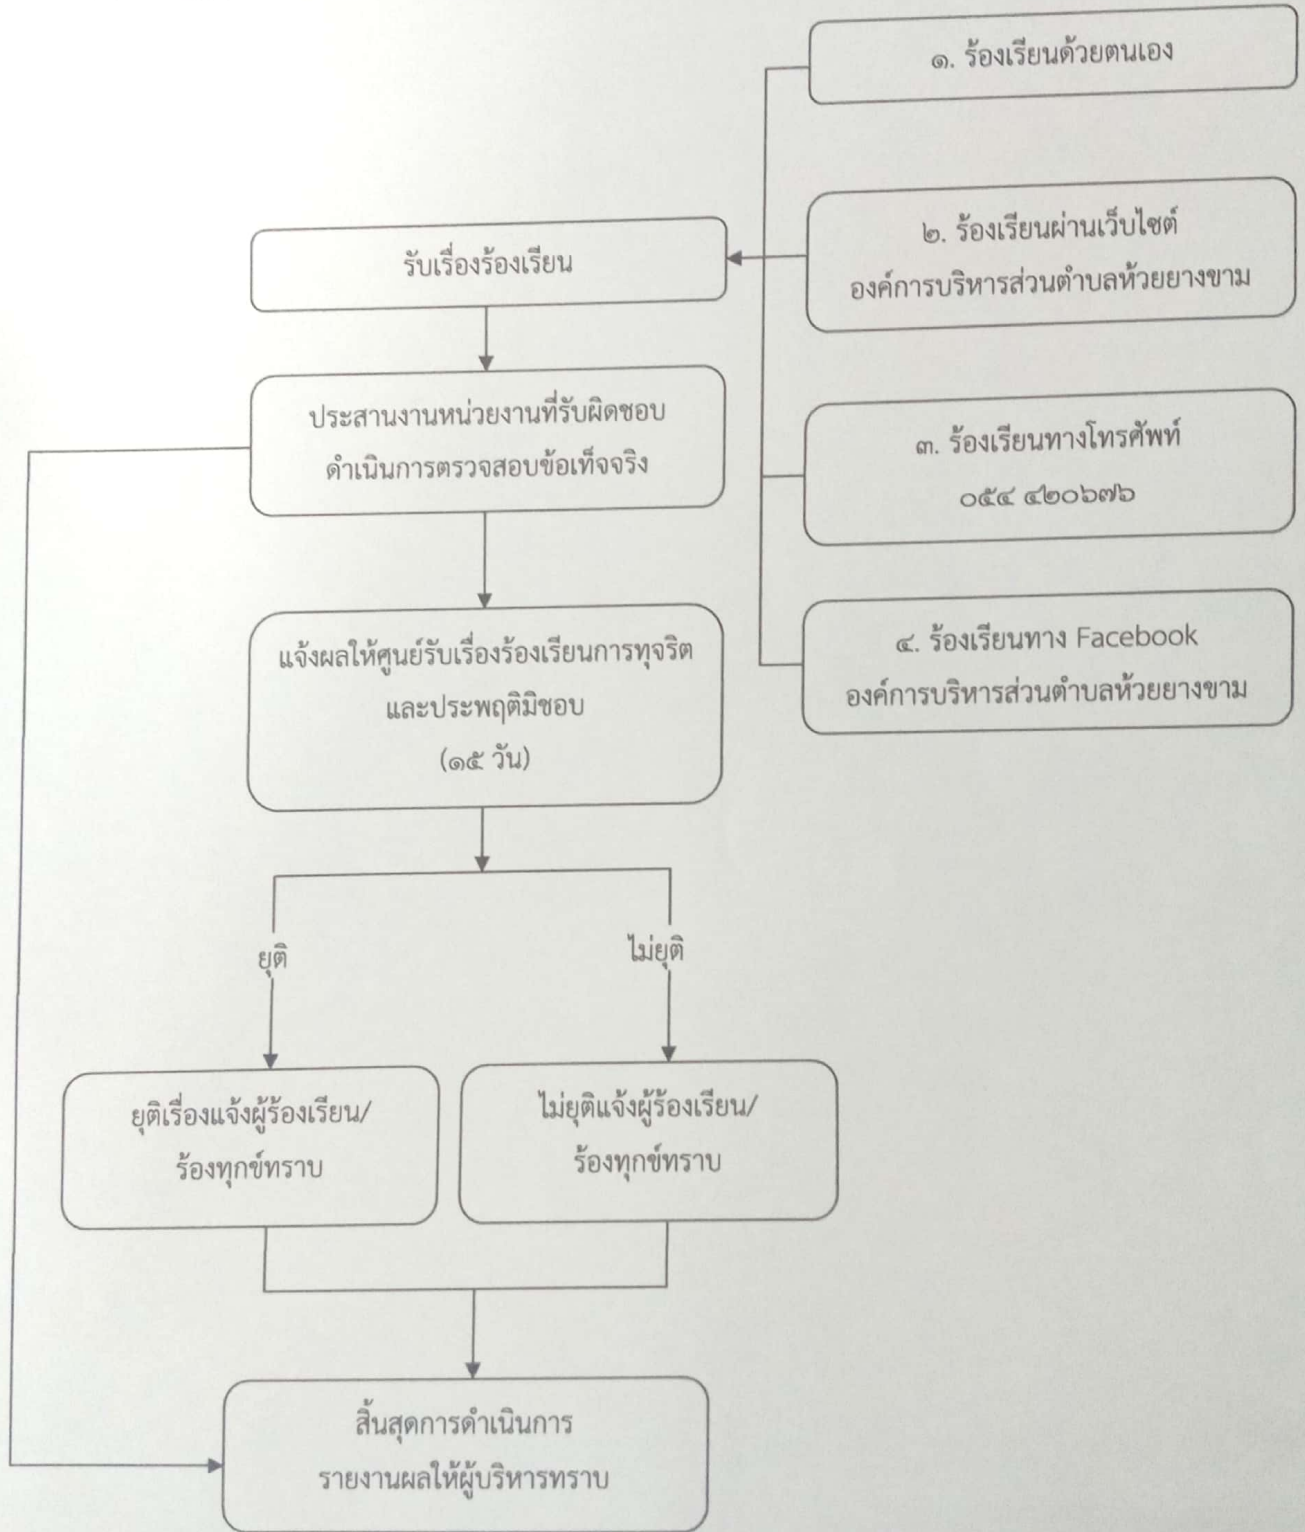 ๑. ร้องเรียนด้วยตนเอง
๒. ร้องเรียนผ่านเว็บไซต์
องค์การบริหารส่วนตำบลห้วยยางขาม
๓. ร้องเรียนทางโทรศัพท์
๐๕๔ ๔๒๐๖๗๖
๔. ร้องเรียนทาง Facebook
องค์การบริหารส่วนตำบลห้วยยางขาม
รับเรื่องร้องเรียน
ประสานงานหน่วยงานที่รับผิดชอบ
ดำเนินการตรวจสอบข้อเท็จจริง
แจ้งผลให้ศูนย์รับเรื่องร้องเรียนการทุจริต
และประพฤติมิชอบ
(๑๕ วัน)
ยุติ
ไม่ยุติ
ยุติเรื่องแจ้งผู้ร้องเรียน/
ร้องทุกข์ทราบ
ไม่ยุติแจ้งผู้ร้องเรียน/
ร้องทุกข์ทราบ
สิ้นสุดการดำเนินการ
รายงานผลให้ผู้บริหารทราบ